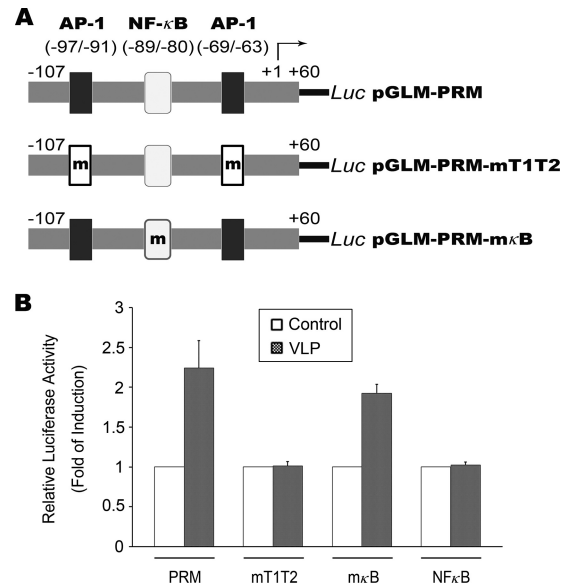 A
AP-1 NF-κB AP-1
(-97/-91) (-89/-80) (-69/-63)
-107 +1 +60
Luc pGLM-PRM
-107 +60
m m Luc pGLM-PRM-mT1T2
-107 +60
m Luc pGLM-PRM-mκB
B
Relative Luciferase Activity
(Fold of Induction)
3
2.5
2
1.5
1
0.5
0
Control
VLP
PRM mT1T2 mκB NFκB